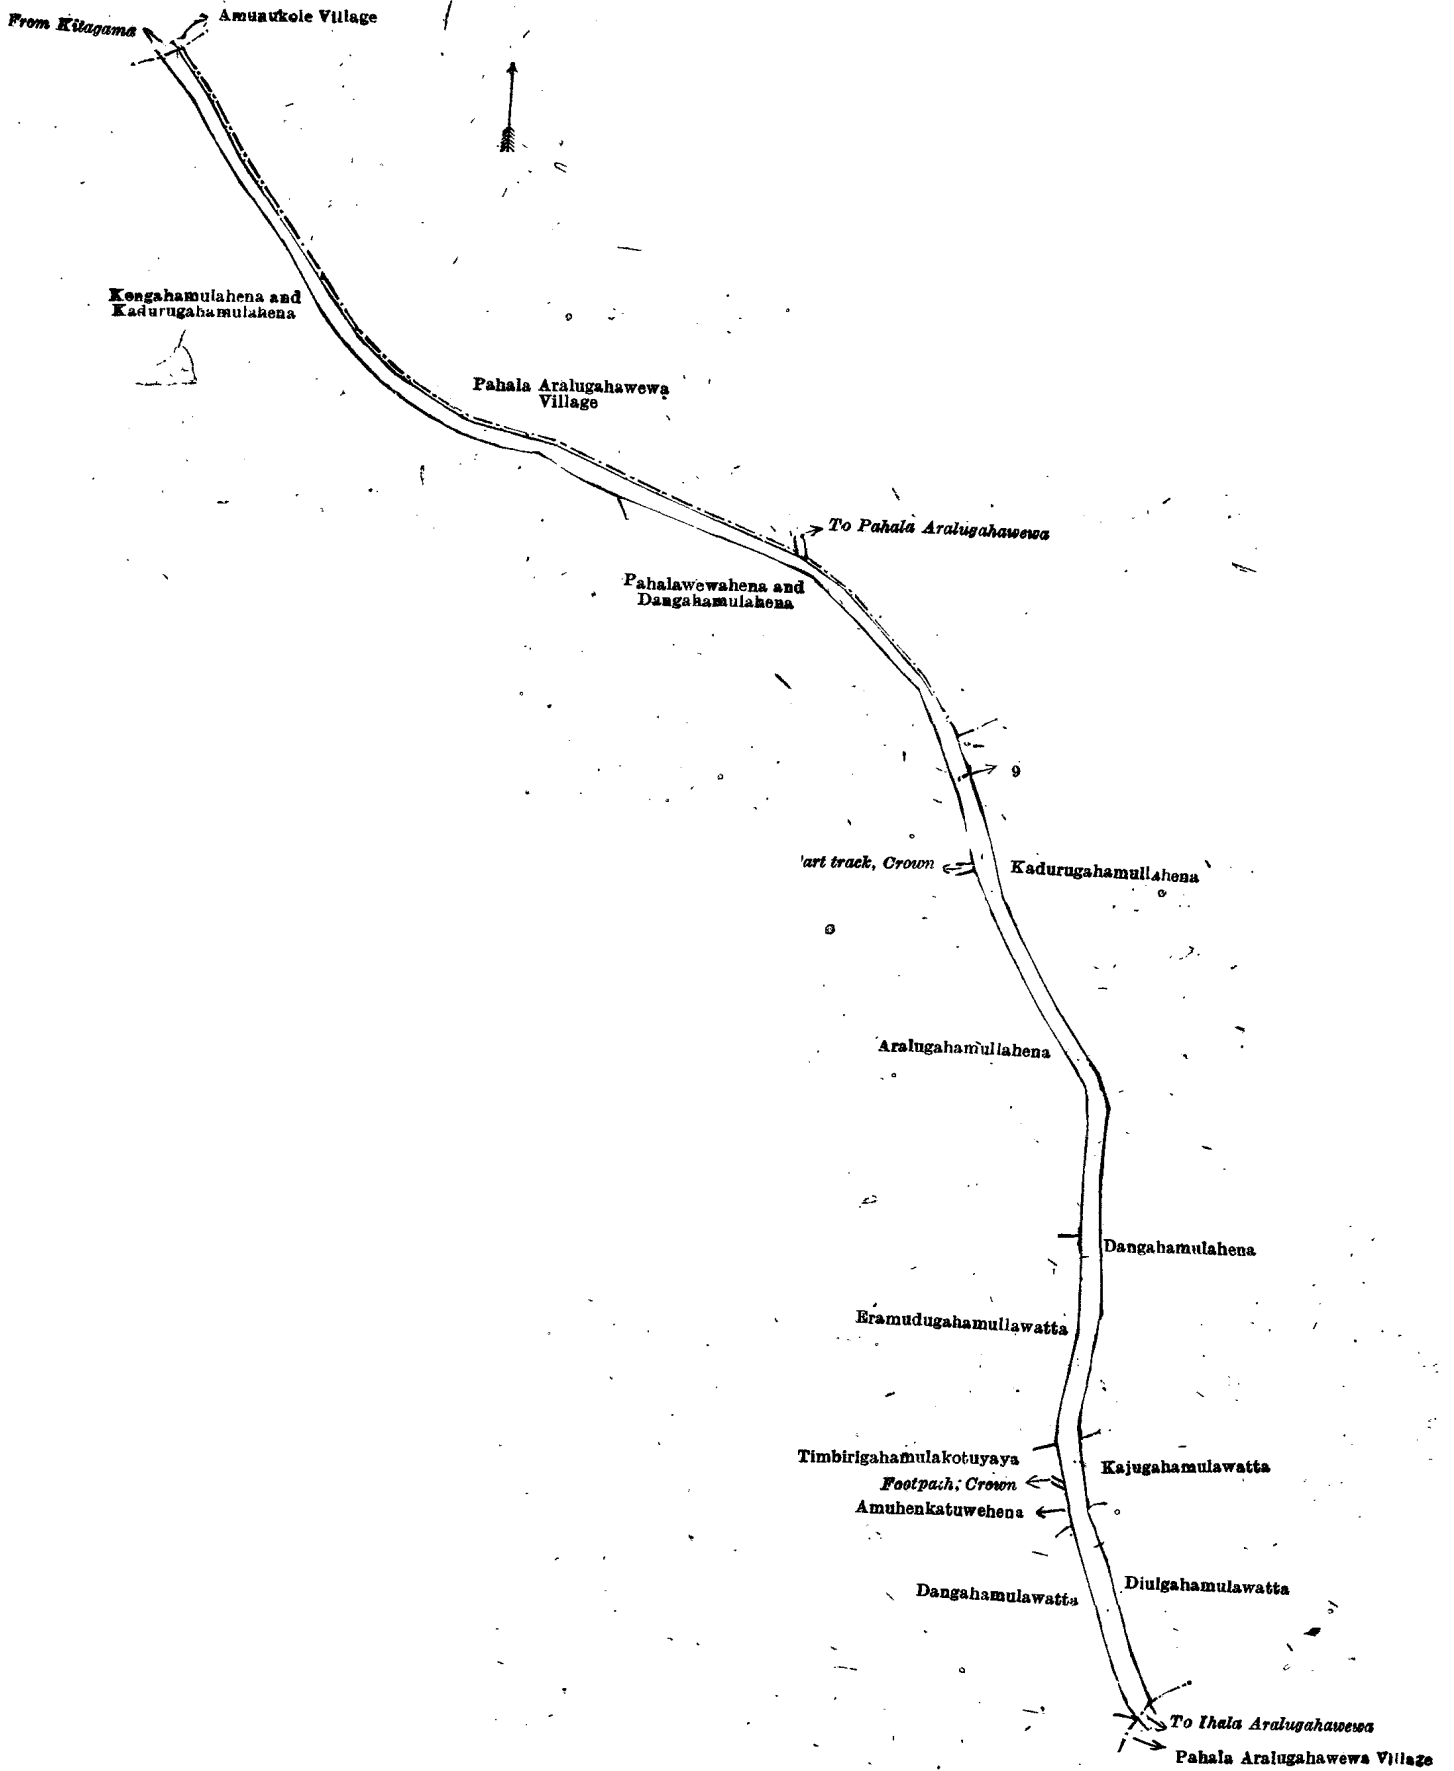 From Kitagama
Amunukole Village
Kongahamulahena and
Kadurugahamulahena
Pahala Aralugahawewa
Village
To Pahala Aralugahawewa
Pahalawewahena and
Dangahamulahena
9
'art track, Crown
Kadurugahamullahena
Aralugahamullahena
Dangahamulahena
Eramudugahamullawatta
Timbirigahamulakotuyaya
Kajugahamulawatta
Footpath, Crown
Amuhenkatuwehena
Diulgahamulawatta
Dangahamulawatta
To Ihala Aralugahawewa
Pahala Aralugahawewa Village